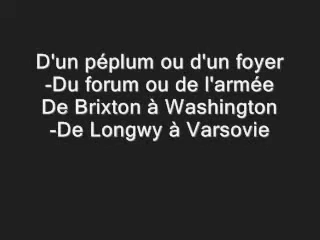 D'un péplum ou d'un foyer
-Du forum ou de l'armée
De Brixton à Washington
-De Longwy à Varsovie